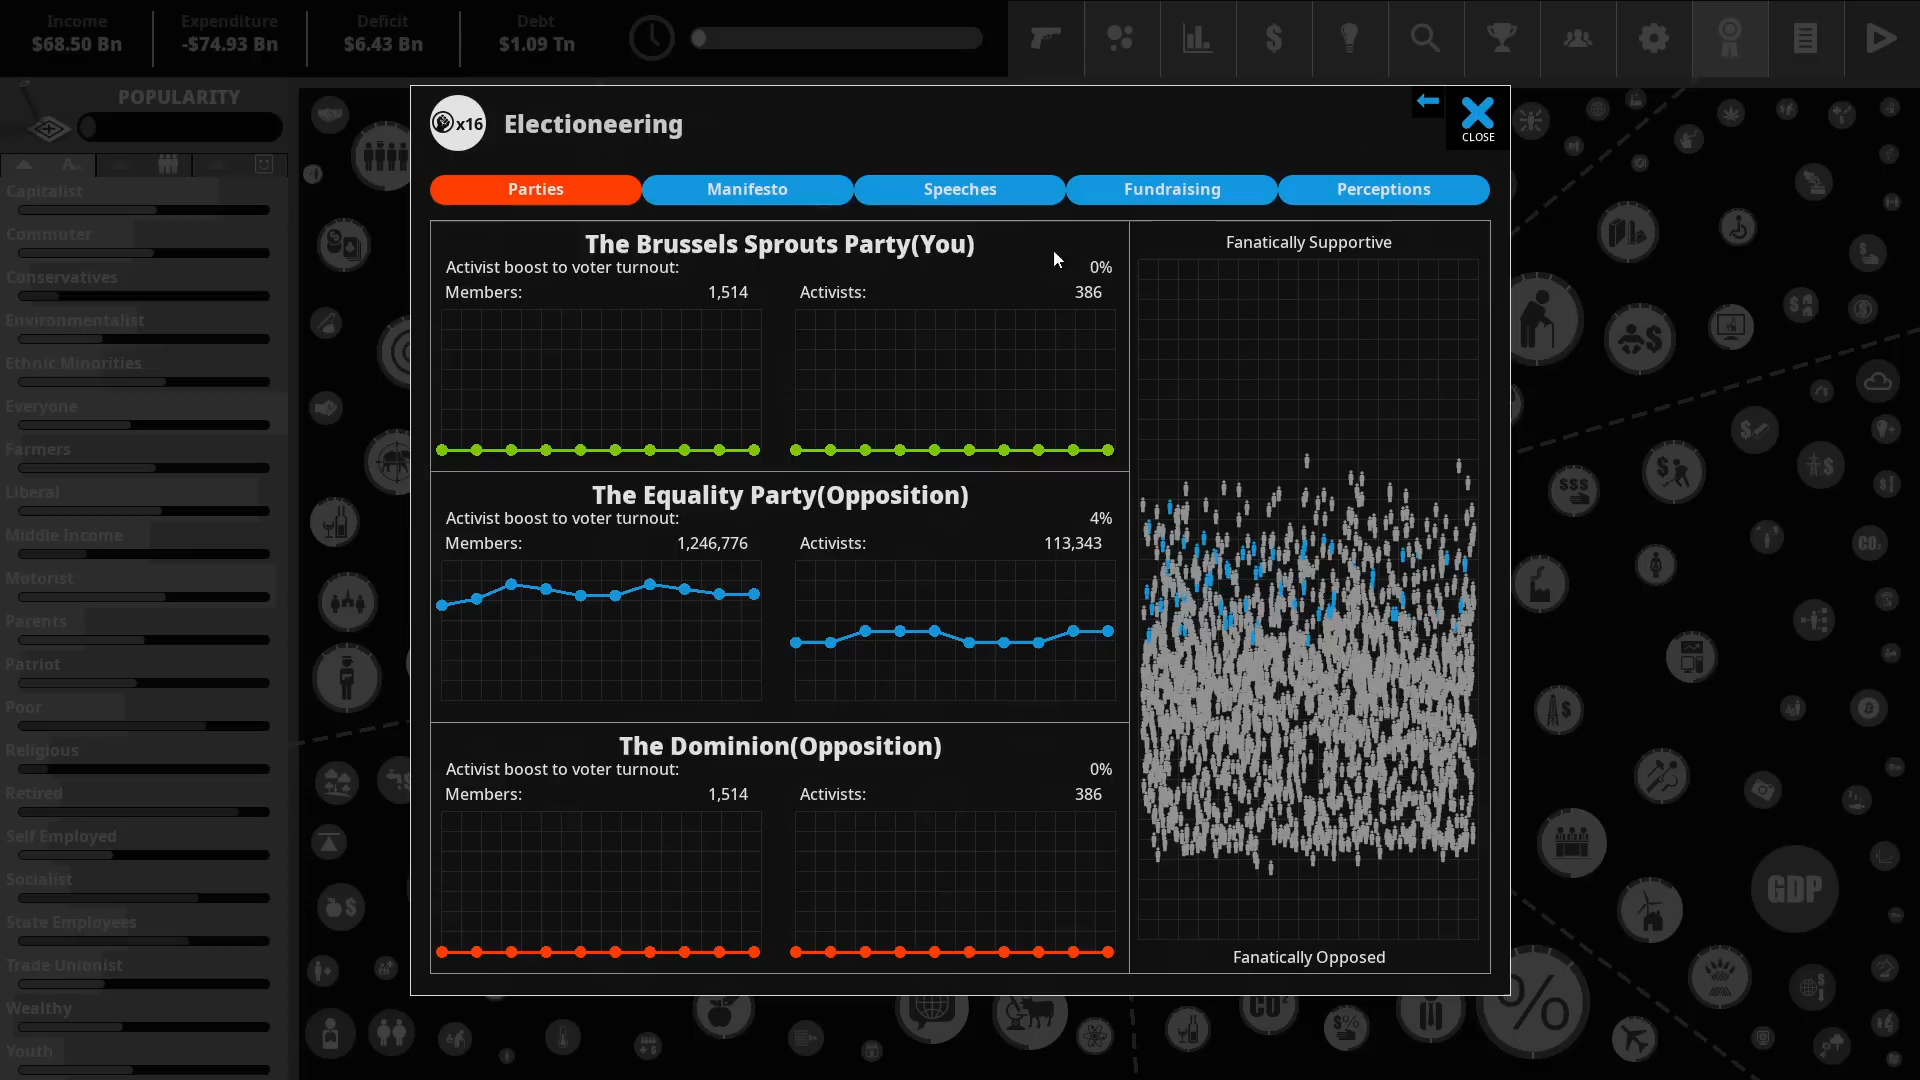 Income
Expenditure
Deficit
Debt
$68.50 Bn
-$74.93 Bn
$6.43 Bn
$1.09 Tn
POPULARITY
Capitalist
Commuter
Conservatives
Environmentalist
Ethnic Minorities
Everyone
Farmers
Liberal
Middle Income
Motorist
Parents
Patriot
Poor
Religious
Retired
Self Employed
Socialist
State Employees
Trade Unionist
Wealthy
Youth
x16
Electioneering
CLOSE
Parties
Manifesto
Speeches
Fundraising
Perceptions
The Brussels Sprouts Party(You)
Activist boost to voter turnout:
0%
Members:
1,514
Activists:
386
The Equality Party(Opposition)
Activist boost to voter turnout:
4%
Members:
1,246,776
Activists:
113,343
The Dominion(Opposition)
Activist boost to voter turnout:
0%
Members:
1,514
Activists:
386
Fanatically Supportive
Fanatically Opposed
GDP
CO₂